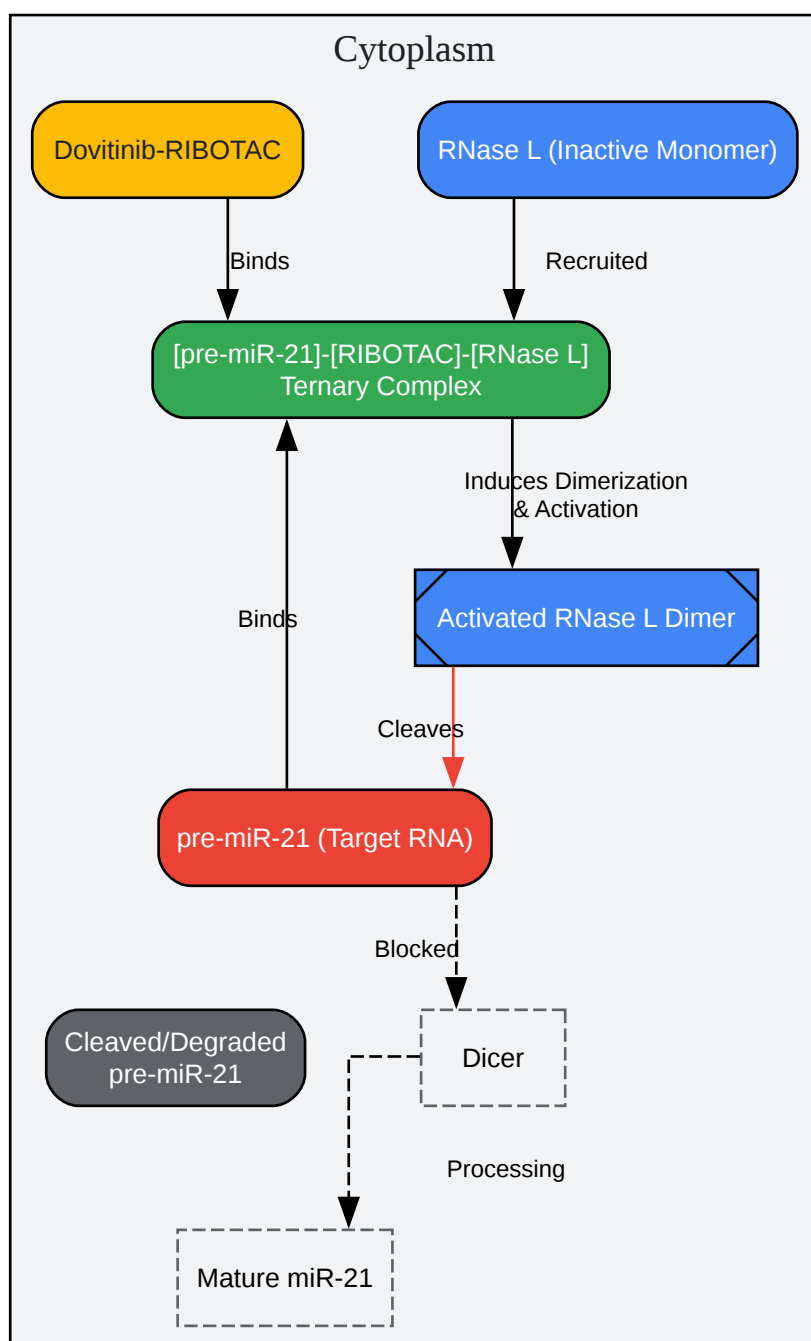 Cytoplasm
Dovitinib-RIBOTAC
RNase L (Inactive Monomer)
Binds
Recruited
[pre-miR-21]-[RIBOTAC]-[RNase L]
Ternary Complex
Induces Dimerization
& Activation
Binds
Activated RNase L Dimer
Cleaves
pre-miR-21 (Target RNA)
Blocked
Cleaved/Degraded
pre-miR-21
Dicer
Processing
Mature miR-21